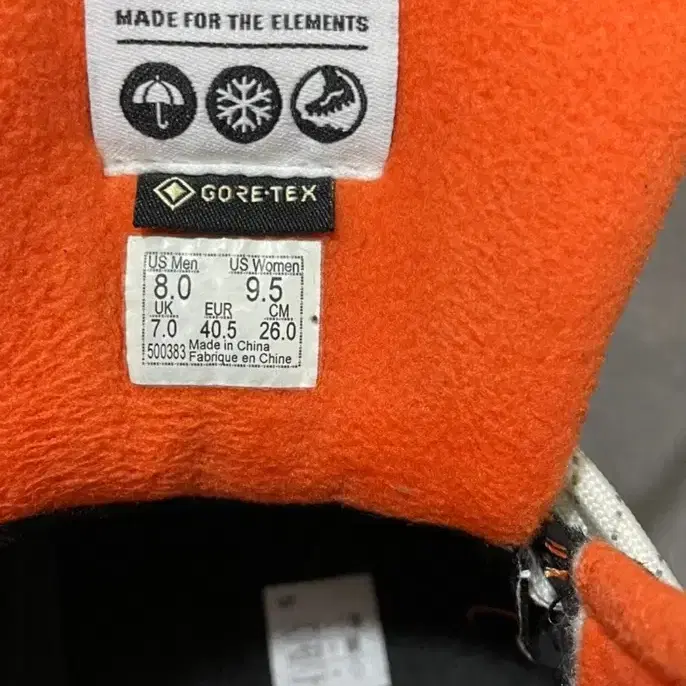 MADE FOR THE ELEMENTS
GORE-TEX
US Men US Women
8.0 9.5
UK EUR CM
7.0 40.5 26.0
500383 Made in China
Fabrique en Chine